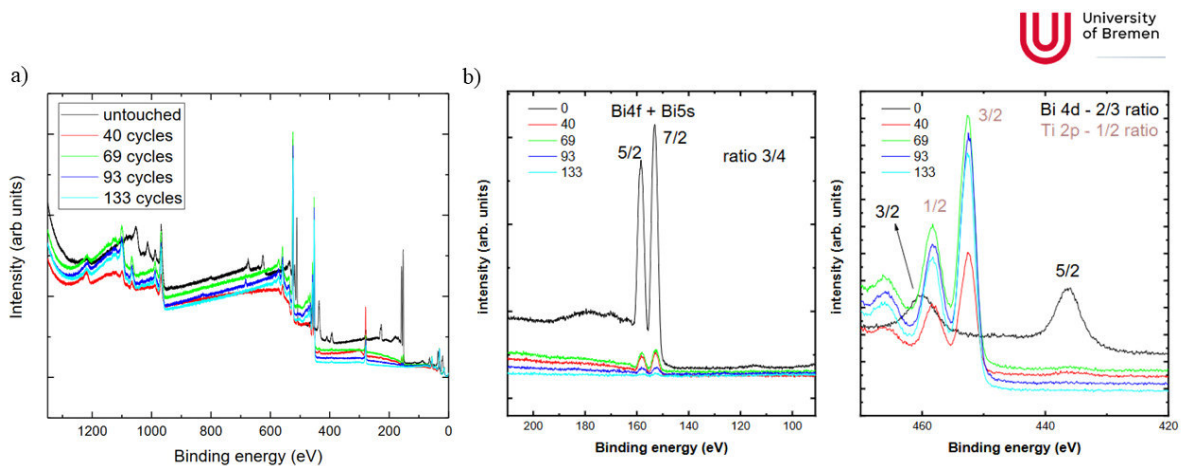 University
of Bremen
a)
untouched
40 cycles
69 cycles
93 cycles
133 cycles
Intensity (arb units)
1200
1000
800
600
400
200
0
Binding energy (eV)
b)
0
40
69
93
133
Bi4f + Bi5s
5/2
7/2
ratio 3/4
intensity (arb. units)
200
180
160
140
120
100
Binding energy (eV)
0
40
69
93
133
3/2
Bi 4d - 2/3 ratio
Ti 2p - 1/2 ratio
3/2
1/2
5/2
intensity (arb. units)
460
440
420
Binding energy (eV)